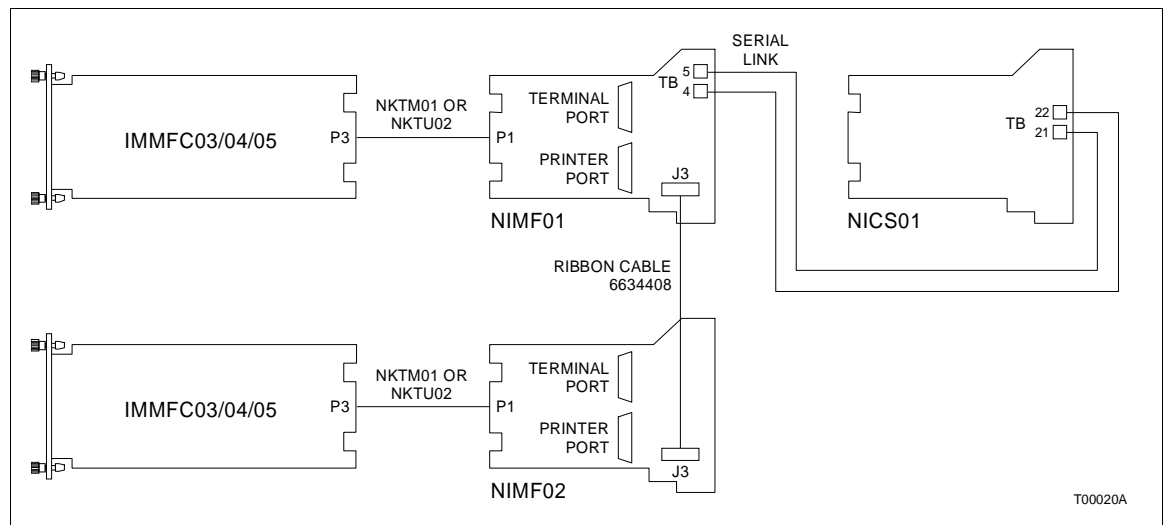 SERIAL
LINK
TB
5
4
NKTM01 OR
NKTU02
TERMINAL
PORT
IMMFC03/04/05
P3
P1
PRINTER
PORT
J3
NIMF01
TB
22
21
NICS01
RIBBON CABLE
6634408
NKTM01 OR
NKTU02
TERMINAL
PORT
IMMFC03/04/05
P3
P1
PRINTER
PORT
J3
NIMF02
T00020A